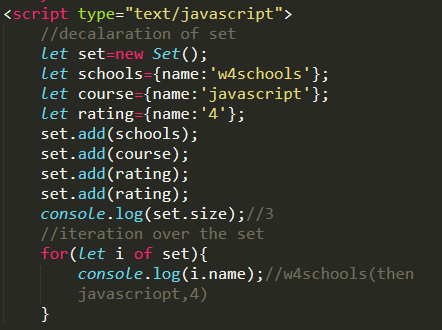 <script type="text/javascript">
//decalaration of set
let set=new Set();
let schools={name:'w4schools'};
let course={name:'javascript'};
let rating={name:'4'};
set.add(schools);
set.add(course);
set.add(rating);
set.add(rating);
console.log(set.size);//3
//iteration over the set
for(let i of set){
console.log(i.name);//w4schools(then
javascriopt,4)
}